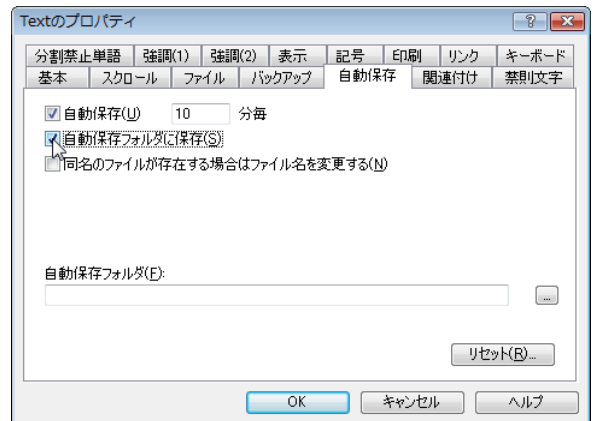 Textのプロパティ
分割禁止単語 強調(1) 強調(2) 表示 記号 印刷 リンク キーボード
基本 スクロール ファイル バックアップ 自動保存 関連付け 禁則文字
自動保存(U) 10 分毎
自動保存フォルダに保存(S)
同名のファイルが存在する場合はファイル名を変更する(N)
自動保存フォルダ(F):
...
リセット(R)...
OK キャンセル ヘルプ